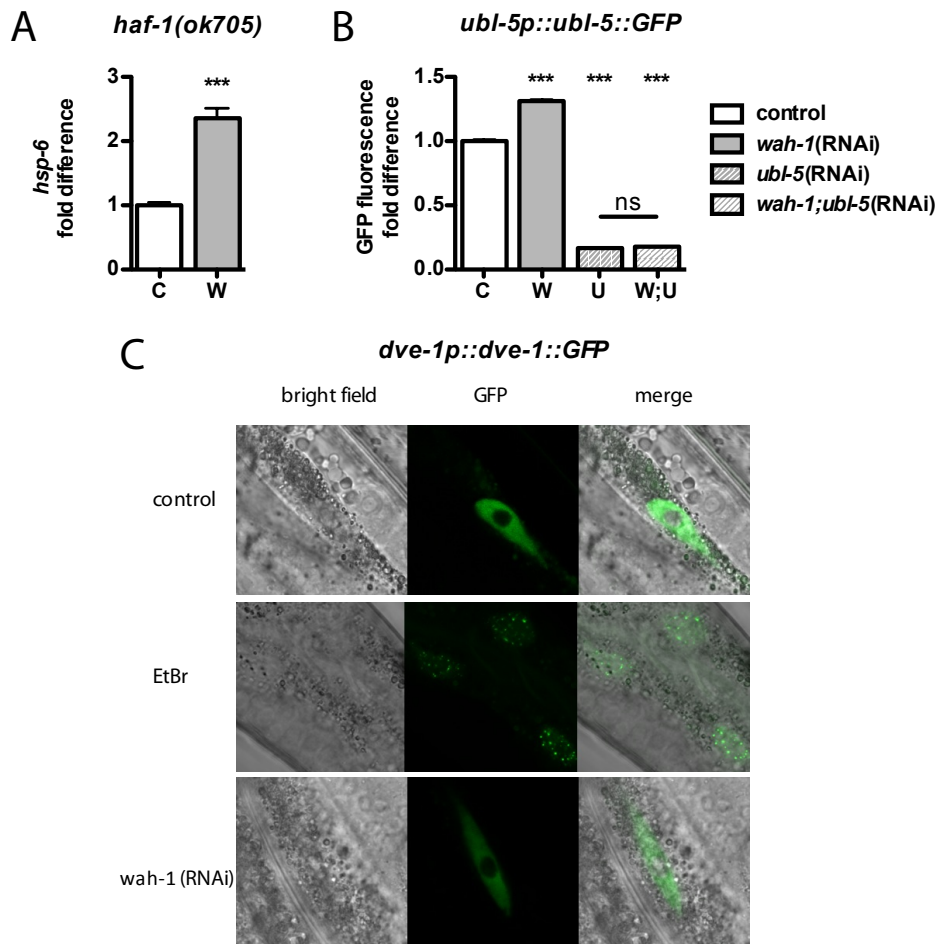 A
haf-1(ok705)
hsp-6
fold difference
3
2
1
0
***
C
W
B
ubl-5p::ubl-5::GFP
GFP fluorescence
fold difference
1.5
1.0
0.5
0.0
***
***
***
ns
C
W
U
W;U
control
wah-1(RNAi)
ubl-5(RNAi)
wah-1;ubl-5(RNAi)
C
dve-1p::dve-1::GFP
bright field
GFP
merge
control
EtBr
wah-1 (RNAi)